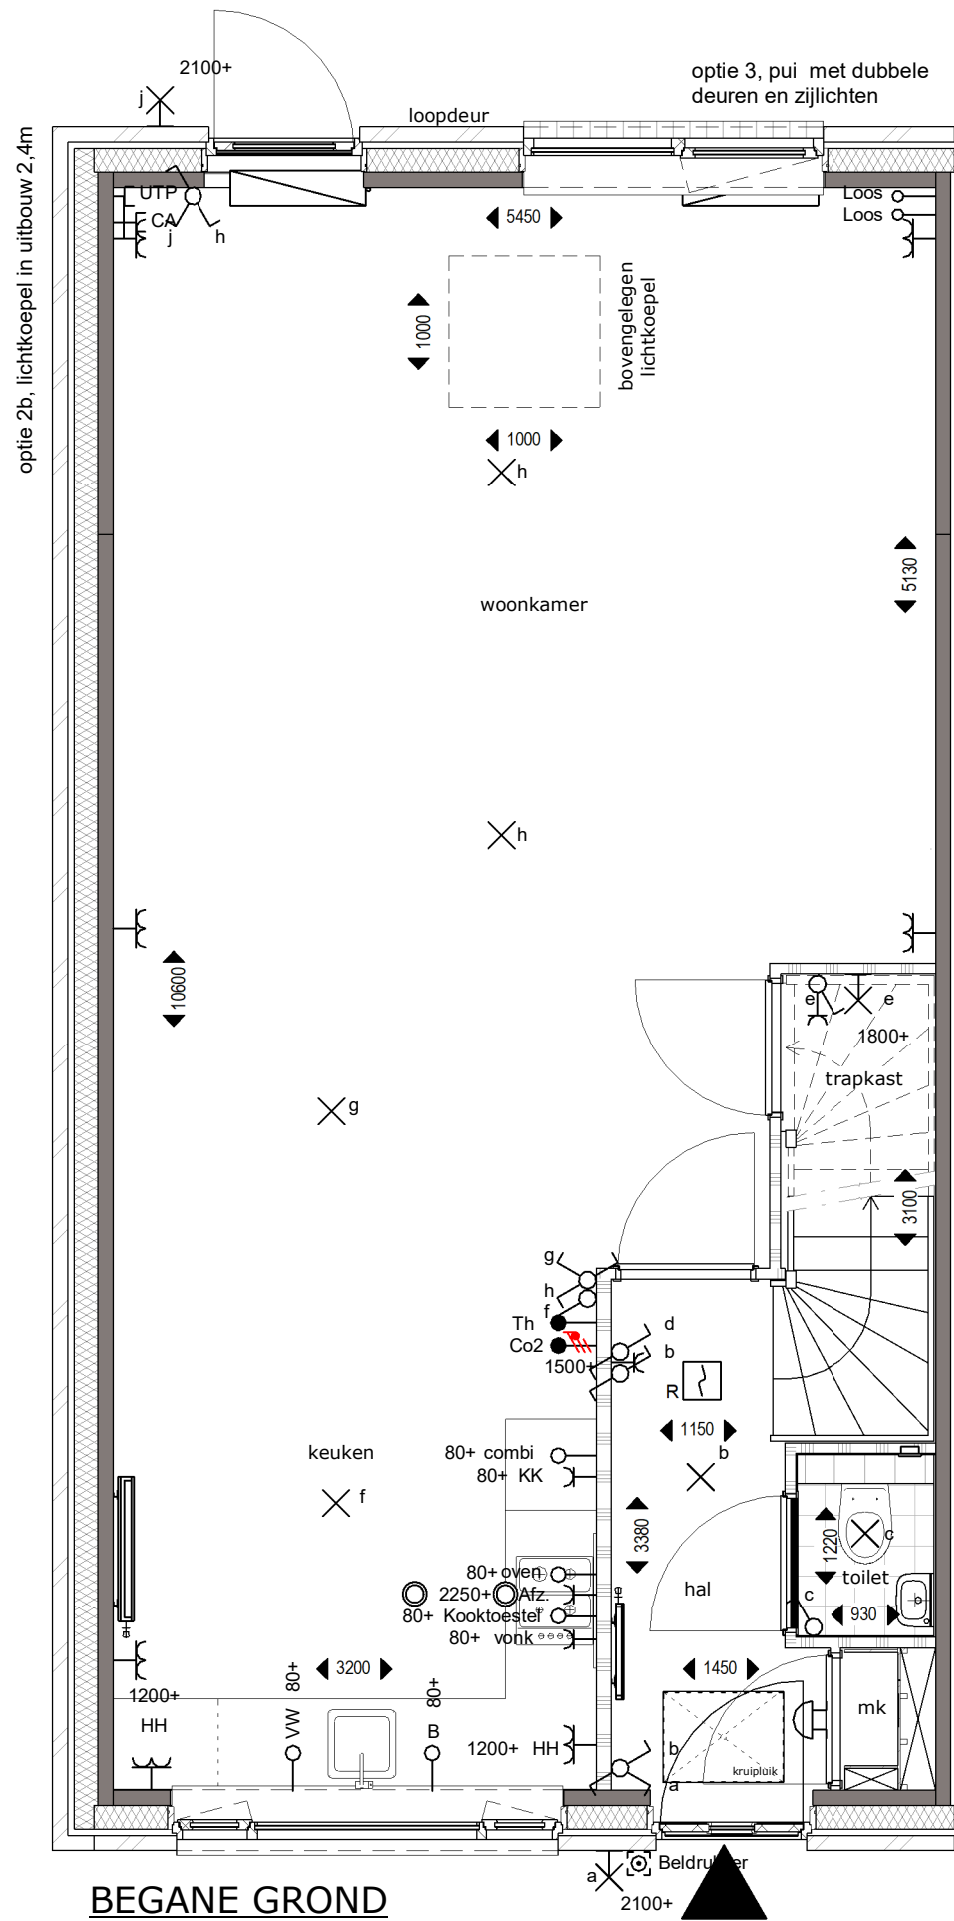 2100+
optie 3, pui met dubbele
deuren en zijlichten
j
loopdeur
optie 2b, lichtkoepel in uitbouw 2,4m
UTP
CA
j
h
Loos
Loos
5450
bovengelegen
lichtkoepel
1000
1000
h
5130
woonkamer
h
10600
e
e
1800+
trapkast
g
3100
g
h
f
Th
Co2
1500+
d
b
R
1150
keuken
80+ combi
80+ KK
b
f
3380
1220
c
80+ oven
2250+ Afz.
80+ Kooktoestel
80+ vonk
hal
toilet
c
930
3200
1450
1200+
HH
80+
VW
80+
B
1200+ HH
b
a
mk
kruipluik
a
Beldrukker
2100+
BEGANE GROND